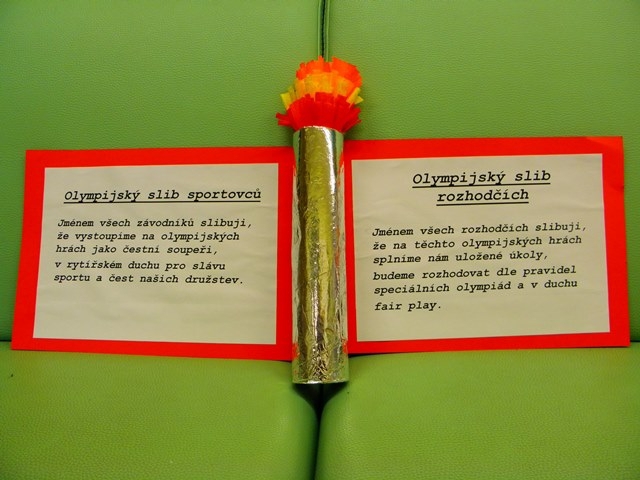 Olympijský slib sportovců
Jménem všech závodníků slibuji,
že vystoupíme na olympijských
hrách jako čestní soupeři,
v rytířském duchu pro slávu
sportu a čest našich družstev.
Olympijský slib
rozhodčích
Jménem všech rozhodčích slibuji,
že na těchto olympijských hrách
splníme nám uložené úkoly,
budeme rozhodovat dle pravidel
speciálních olympiád a v duchu
fair play.